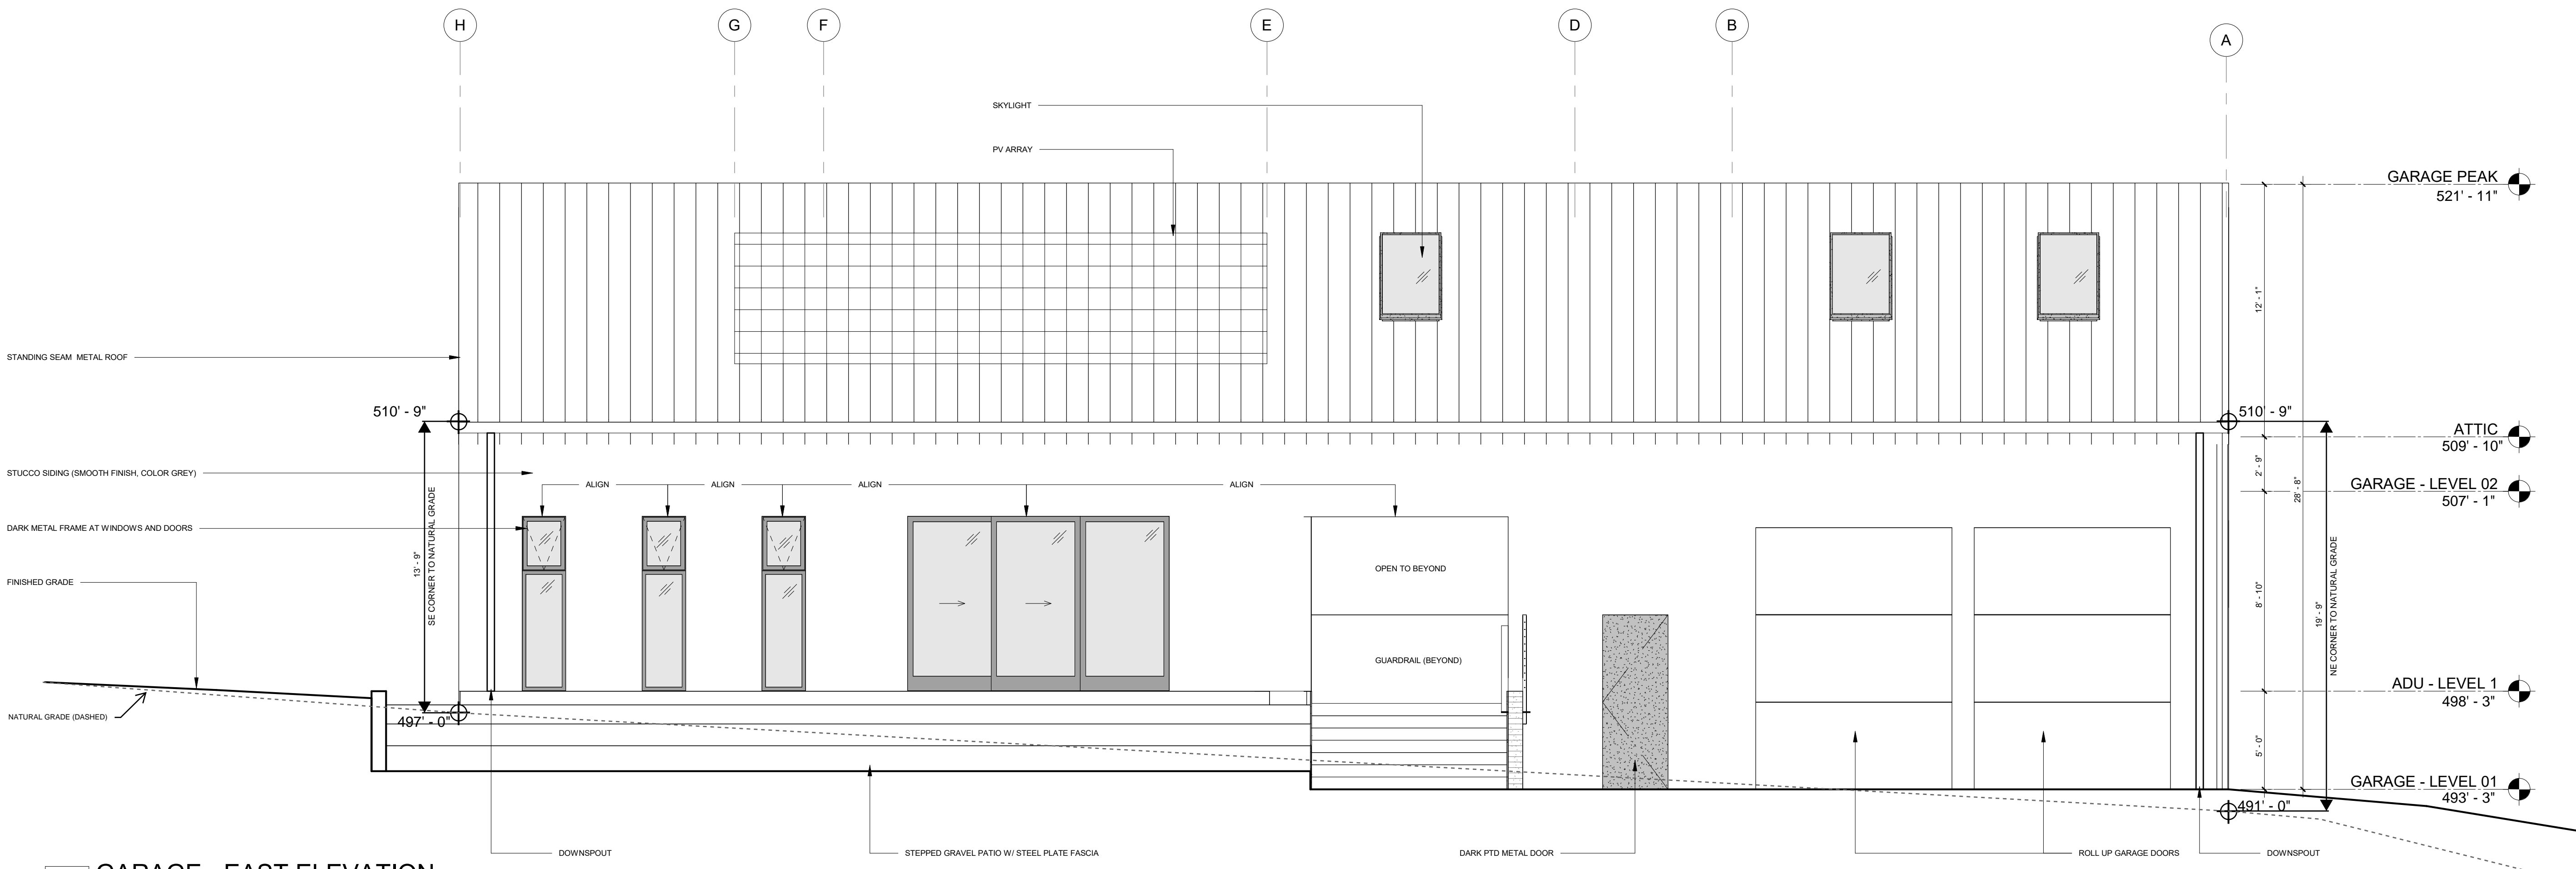 H
G
F
E
D
B
A
SKYLIGHT
PV ARRAY
GARAGE PEAK
521' - 11"
12' - 1"
STANDING SEAM  METAL ROOF
510' - 9"
510' - 9"
ATTIC
509' - 10"
2' - 9"
28' - 8"
STUCCO SIDING (SMOOTH FINISH, COLOR GREY)
ALIGN
ALIGN
ALIGN
ALIGN
GARAGE - LEVEL 02
507' - 1"
DARK METAL FRAME AT WINDOWS AND DOORS
13' - 9"
SE CORNER TO NATURAL GRADE
OPEN TO BEYOND
FINISHED GRADE
8' - 10"
19' - 9"
NE CORNER TO NATURAL GRADE
GUARDRAIL (BEYOND)
ADU - LEVEL 1
498' - 3"
NATURAL GRADE (DASHED)
497' - 0"
5' - 0"
GARAGE - LEVEL 01
493' - 3"
491' - 0"
DOWNSPOUT
STEPPED GRAVEL PATIO W/ STEEL PLATE FASCIA
DARK PTD METAL DOOR
ROLL UP GARAGE DOORS
DOWNSPOUT
GARAGE - EAST ELEVATION